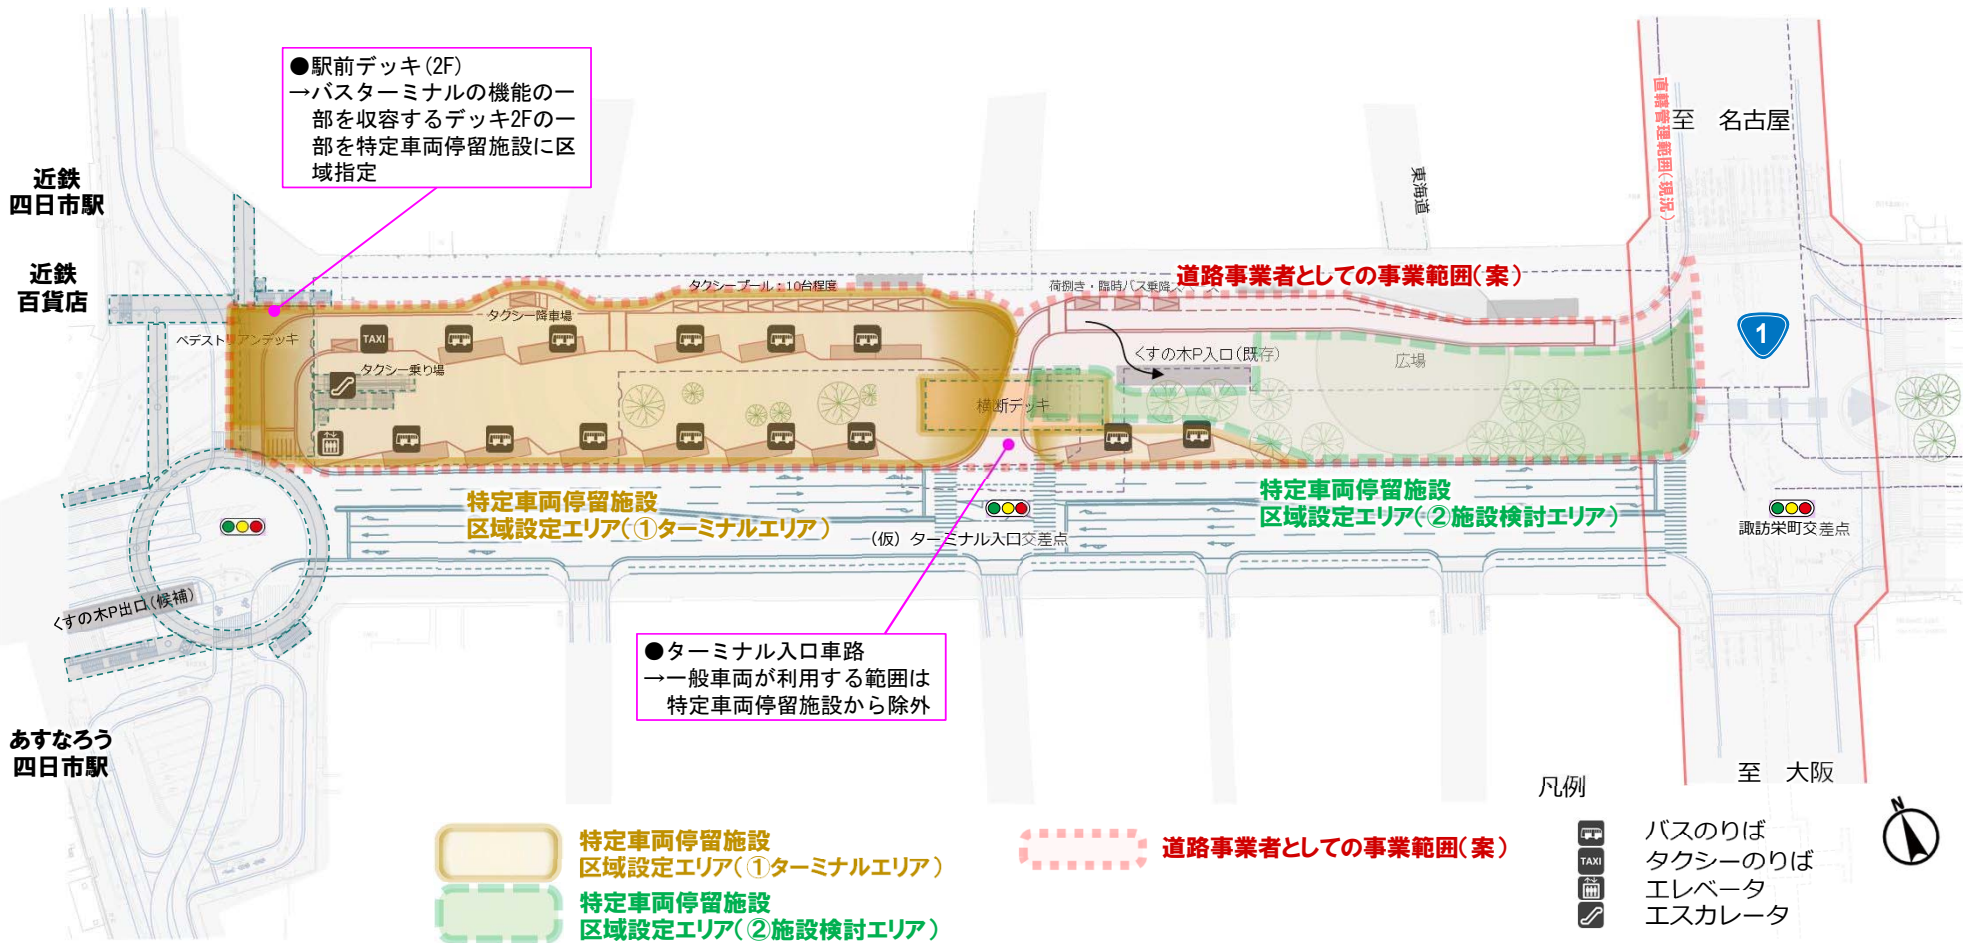 ●駅前デッキ(2F)
→バスターミナルの機能の一
部を収容するデッキ2Fの一
部を特定車両停留施設に区
域指定
近鉄
四日市駅
近鉄
百貨店
至 名古屋
直轄管理範囲(現況)
東海道
道路事業者としての事業範囲(案)
タクシープール:10台程度
荷捌き・臨時バス乗降ス
タクシー降車場
ペデストリアンデッキ
TAXI
タクシー乗り場
くすの木P入口(既存)
広場
横断デッキ
1
特定車両停留施設
区域設定エリア(①ターミナルエリア)
特定車両停留施設
区域設定エリア(②施設検討エリア)
(仮)ターミナル入口交差点
諏訪栄町交差点
くすの木P出口(候補)
●ターミナル入口車路
→一般車両が利用する範囲は
特定車両停留施設から除外
あすなろう
四日市駅
至 大阪
凡例
N
バスのりば
TAXI
タクシーのりば
エレベータ
エスカレータ
特定車両停留施設
区域設定エリア(①ターミナルエリア)
道路事業者としての事業範囲(案)
特定車両停留施設
区域設定エリア(②施設検討エリア)